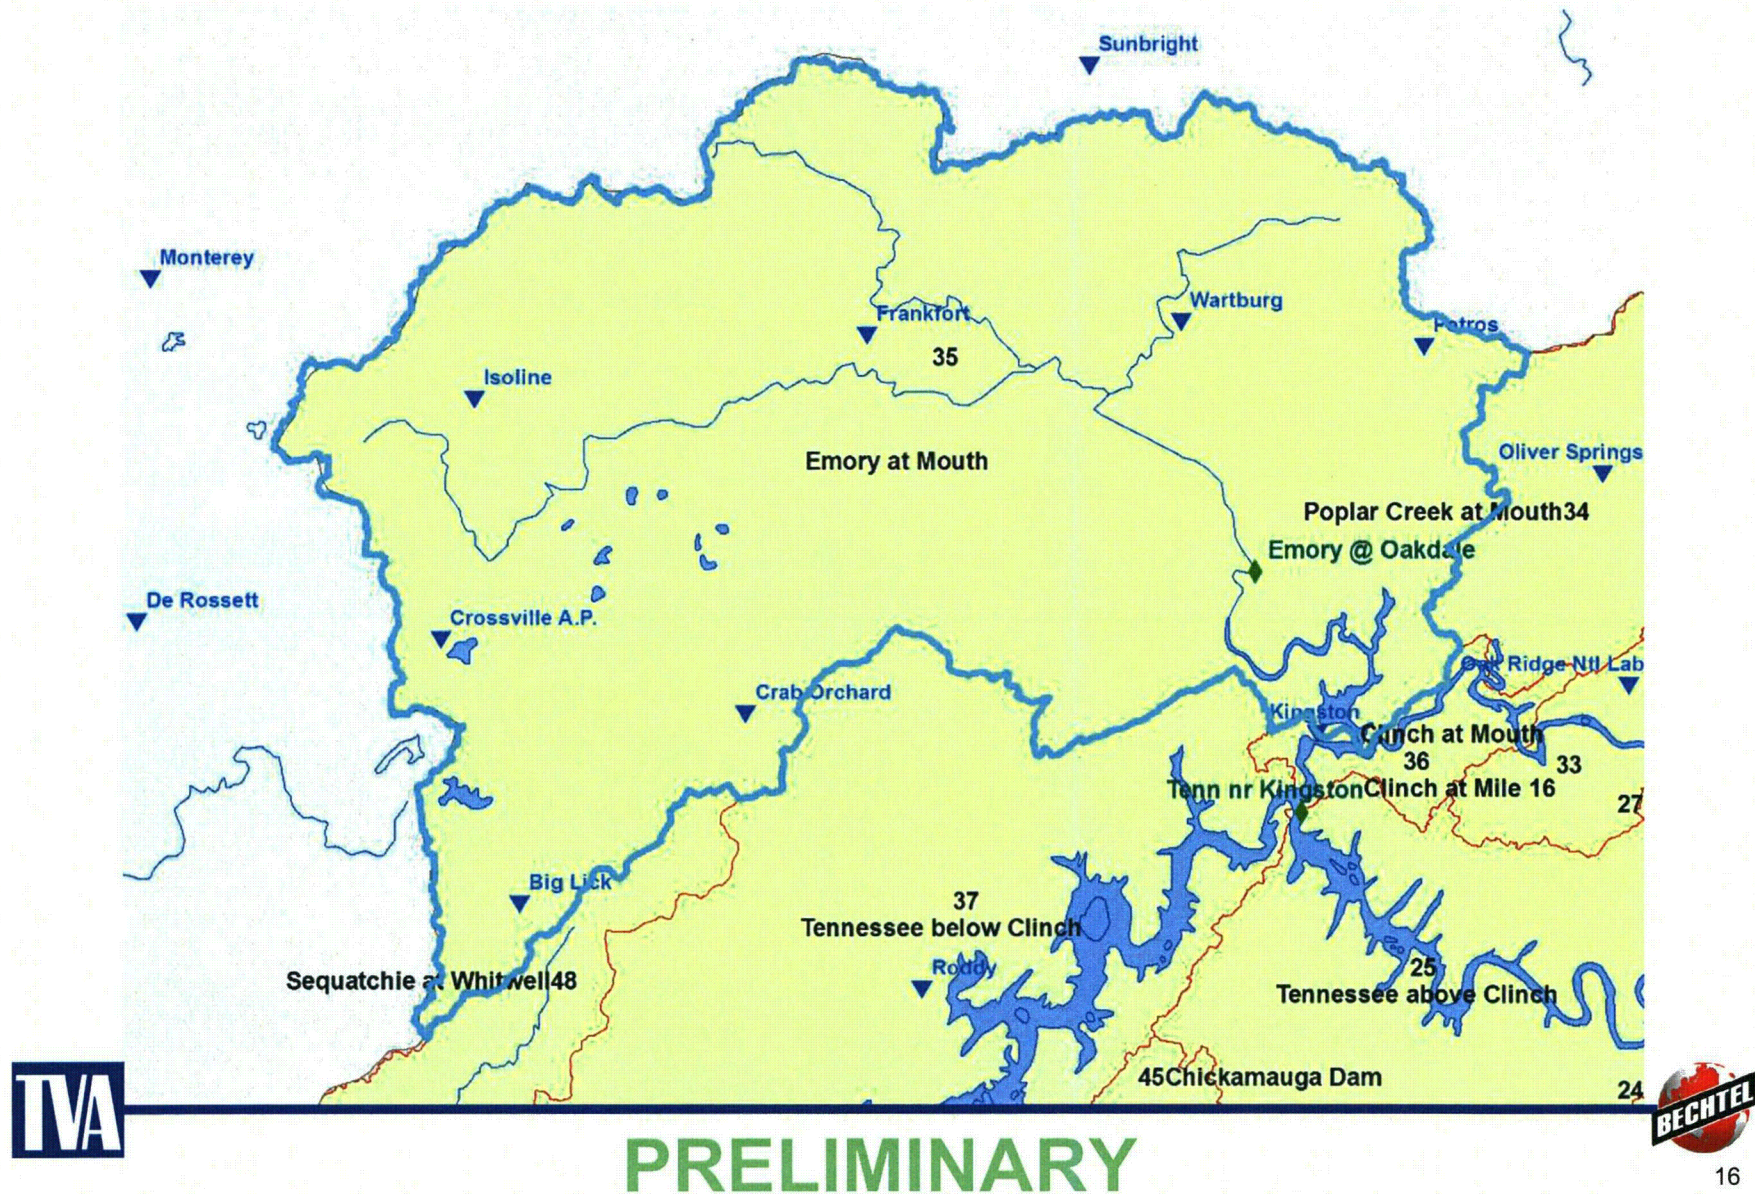 Sunbright
Monterey
Wartburg
Frankfort
Petros
35
Isoline
Oliver Springs
Emory at Mouth
Poplar Creek at Mouth34
Emory @ Oakdale
De Rossett
Crossville A.P.
Oak Ridge Ntl Lab
Crab Orchard
Kingston
Clinch at Mouth
36
33
Tenn nr Kingston
Clinch at Mile 16
27
Big Lick
37
Tennessee below Clinch
Roddy
25
Sequatchie at Whitwell48
Tennessee above Clinch
45Chickamauga Dam
24
TVA
BECHTEL
PRELIMINARY
16